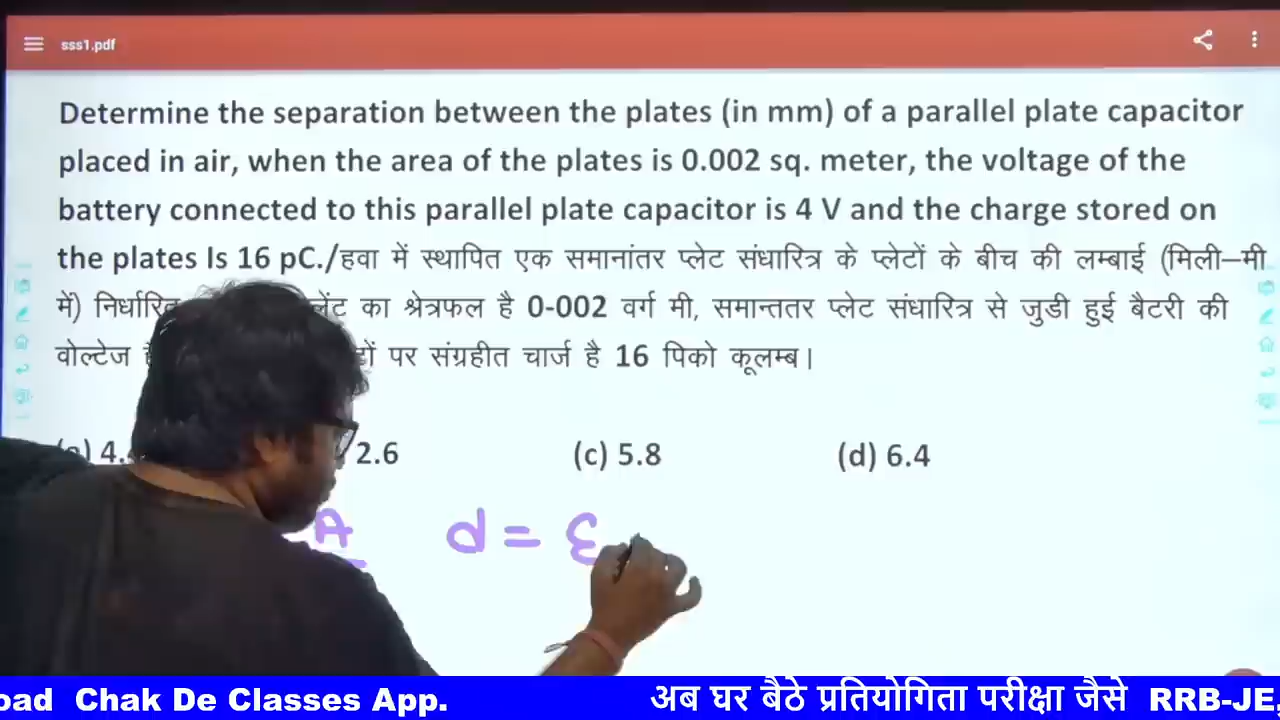 sss1.pdf
Determine the separation between the plates (in mm) of a parallel plate capacitor
placed in air, when the area of the plates is 0.002 sq. meter, the voltage of the
battery connected to this parallel plate capacitor is 4 V and the charge stored on
the plates Is 16 pC./हवा में स्थापित एक समानांतर प्लेट संधारित्र के प्लेटों के बीच की लम्बाई (मिली–मी
में) का श्रेत्रफल है 0-002 वर्ग मी, समान्ततर प्लेट संधारित्र से जुडी हुई बैटरी की
वोल्टेज पर संग्रहीत चार्ज है 16 पिको कूलम्ब।
2.6 (c) 5.8 (d) 6.4
A d = ε
Chak De Classes App. अब घर बैठे प्रतियोगिता परीक्षा जैसे RRB-JE,